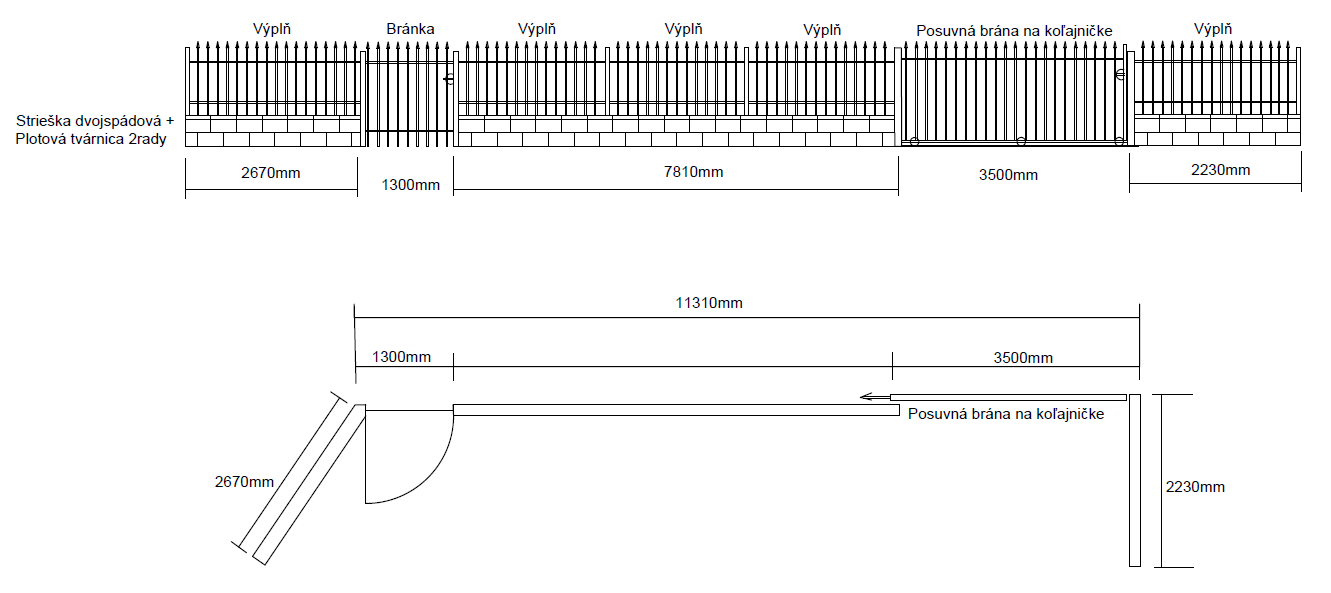 Výplň
Bránka
Výplň
Výplň
Výplň
Posuvná brána na koľajničke
Výplň
Strieška dvojspádová +
Plotová tvárnica 2rady
2670mm
1300mm
7810mm
3500mm
2230mm
11310mm
1300mm
3500mm
Posuvná brána na koľajničke
2670mm
2230mm